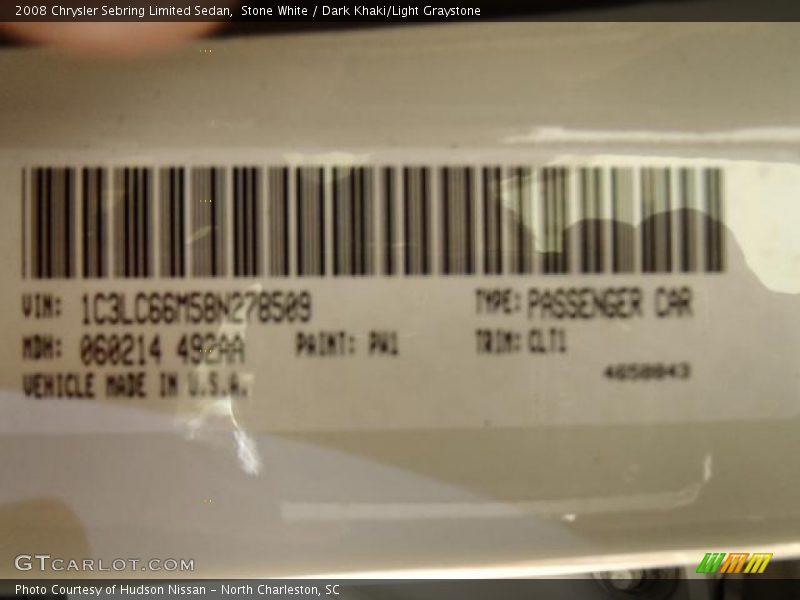 2008 Chrysler Sebring Limited Sedan,  Stone White / Dark Khaki/Light Graystone
VIN: 1C3LC66M58N278509 TYPE: PASSENGER CAR
MDH: 060214 492AA PAINT: PW1 TRIM: CLT1
VEHICLE MADE IN U.S.A. 4658043
GTCARLOT.COM
Photo Courtesy of Hudson Nissan - North Charleston, SC